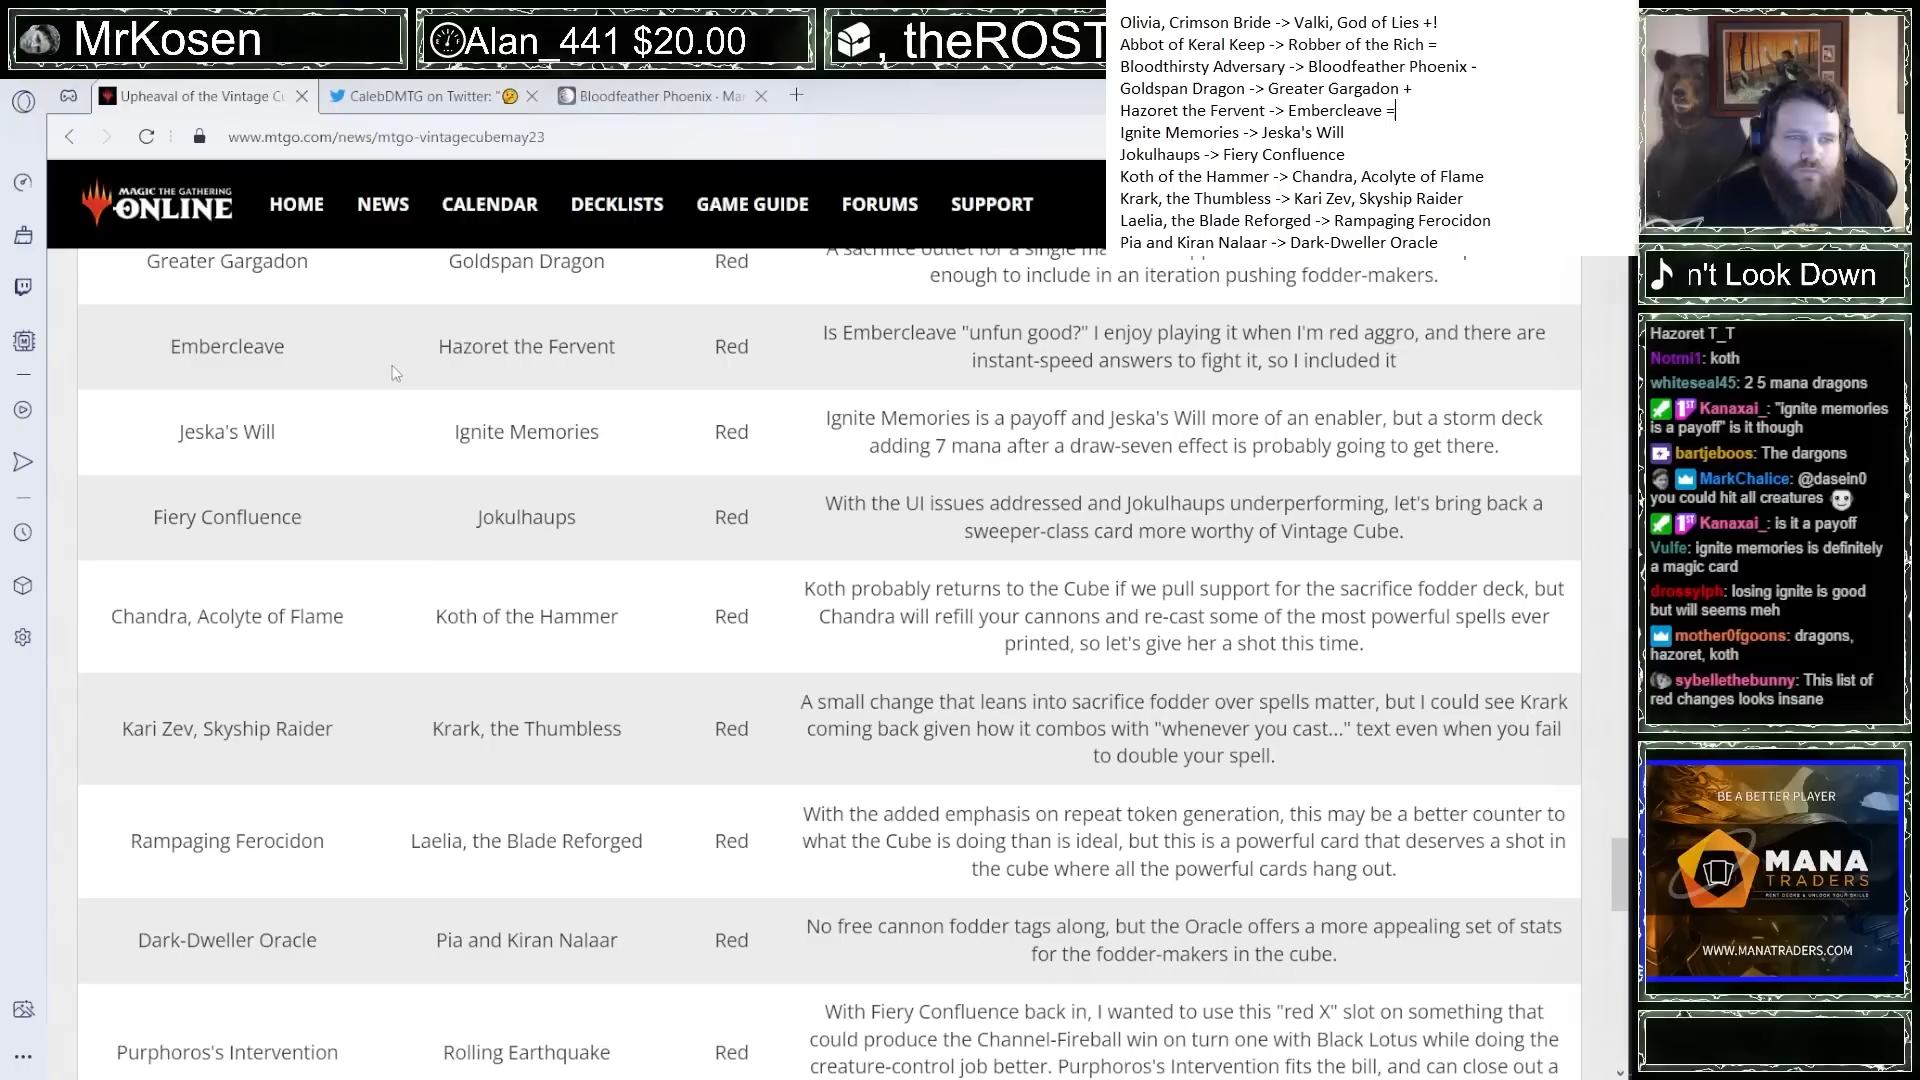 MrKosen
Alan_441 $20.00
, theROST
Olivia, Crimson Bride -> Valki, God of Lies +!
Abbot of Keral Keep -> Robber of the Rich =
Bloodthirsty Adversary -> Bloodfeather Phoenix -
Goldspan Dragon -> Greater Gargadon +
Hazoret the Fervent -> Embercleave =
Ignite Memories -> Jeska's Will
Jokulhaups -> Fiery Confluence
Koth of the Hammer -> Chandra, Acolyte of Flame
Krark, the Thumbless -> Kari Zev, Skyship Raider
Laelia, the Blade Reforged -> Rampaging Ferocidon
Pia and Kiran Nalaar -> Dark-Dweller Oracle
Upheaval of the Vintage Cu
CalebDMTG on Twitter: "
Bloodfeather Phoenix · Mar
www.mtgo.com/news/mtgo-vintagecubemay23
MAGIC THE GATHERING
ONLINE
HOME NEWS CALENDAR DECKLISTS GAME GUIDE FORUMS SUPPORT
Greater Gargadon
Goldspan Dragon
Red
A sacrifice outlet for a single ma
enough to include in an iteration pushing fodder-makers.
Embercleave
Hazoret the Fervent
Red
Is Embercleave "unfun good?" I enjoy playing it when I'm red aggro, and there are
instant-speed answers to fight it, so I included it
Jeska's Will
Ignite Memories
Red
Ignite Memories is a payoff and Jeska's Will more of an enabler, but a storm deck
adding 7 mana after a draw-seven effect is probably going to get there.
Fiery Confluence
Jokulhaups
Red
With the UI issues addressed and Jokulhaups underperforming, let's bring back a
sweeper-class card more worthy of Vintage Cube.
Chandra, Acolyte of Flame
Koth of the Hammer
Red
Koth probably returns to the Cube if we pull support for the sacrifice fodder deck, but
Chandra will refill your cannons and re-cast some of the most powerful spells ever
printed, so let's give her a shot this time.
Kari Zev, Skyship Raider
Krark, the Thumbless
Red
A small change that leans into sacrifice fodder over spells matter, but I could see Krark
coming back given how it combos with "whenever you cast..." text even when you fail
to double your spell.
Rampaging Ferocidon
Laelia, the Blade Reforged
Red
With the added emphasis on repeat token generation, this may be a better counter to
what the Cube is doing than is ideal, but this is a powerful card that deserves a shot in
the cube where all the powerful cards hang out.
Dark-Dweller Oracle
Pia and Kiran Nalaar
Red
No free cannon fodder tags along, but the Oracle offers a more appealing set of stats
for the fodder-makers in the cube.
Purphoros's Intervention
Rolling Earthquake
Red
With Fiery Confluence back in, I wanted to use this "red X" slot on something that
could produce the Channel-Fireball win on turn one with Black Lotus while doing the
creature-control job better. Purphoros's Intervention fits the bill, and can close out a
n't Look Down
Hazoret T_T
Notmi1: koth
whiteseal45: 2 5 mana dragons
Kanaxai_: "Ignite memories
is a payoff" is it though
bartjeboos: The dargons
MarkChalice: @dasein0
you could hit all creatures
Kanaxai_: is it a payoff
Vulfe: ignite memories is definitely
a magic card
drossylph: losing ignite is good
but will seems meh
mother0fgoons: dragons,
hazoret, koth
sybellethebunny: This list of
red changes looks insane
BE A BETTER PLAYER
MANA
TRADERS
RENT DECKS & UNLOCK YOUR SKILLS
WWW.MANATRADERS.COM